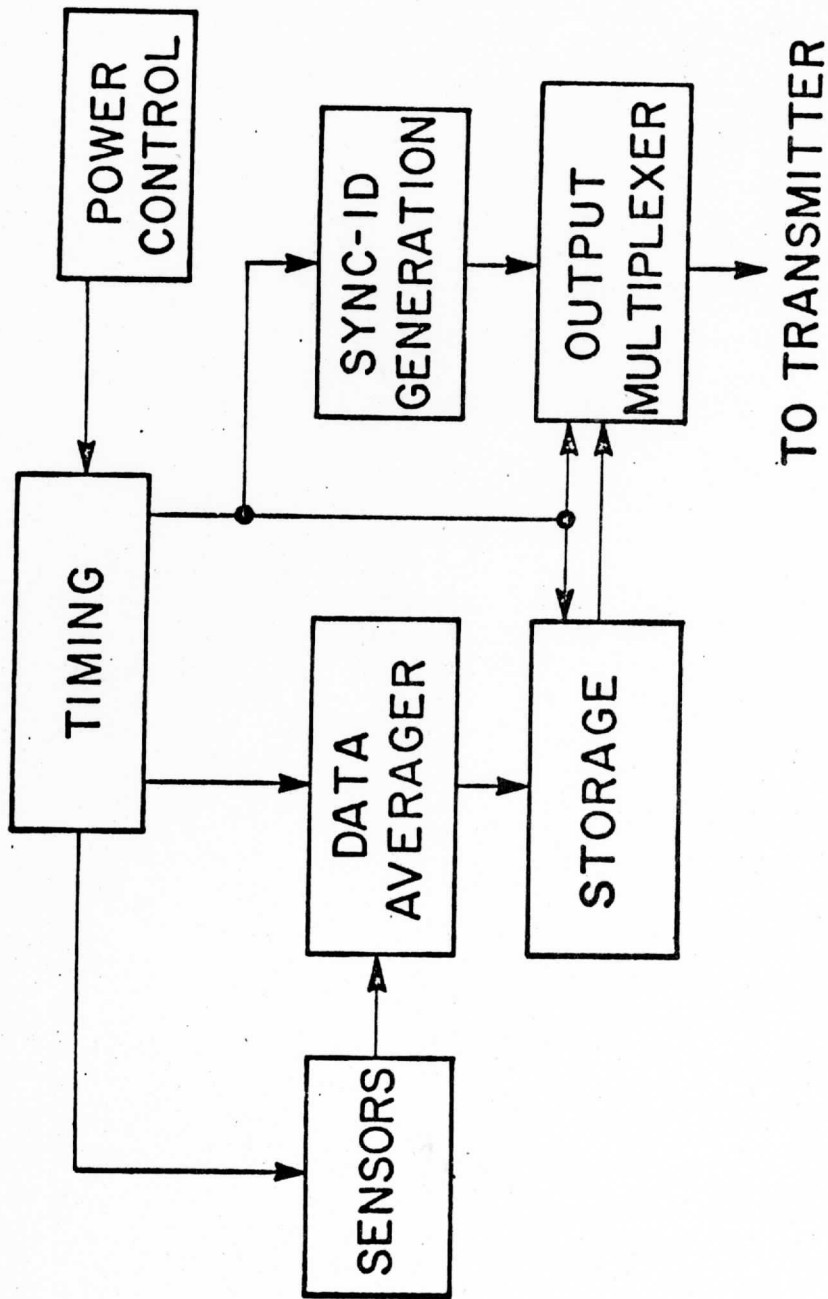 POWER
CONTROL
TIMING
SYNC-ID
GENERATION
DATA
AVERAGER
SENSORS
OUTPUT
MULTIPLEXER
STORAGE
TO TRANSMITTER